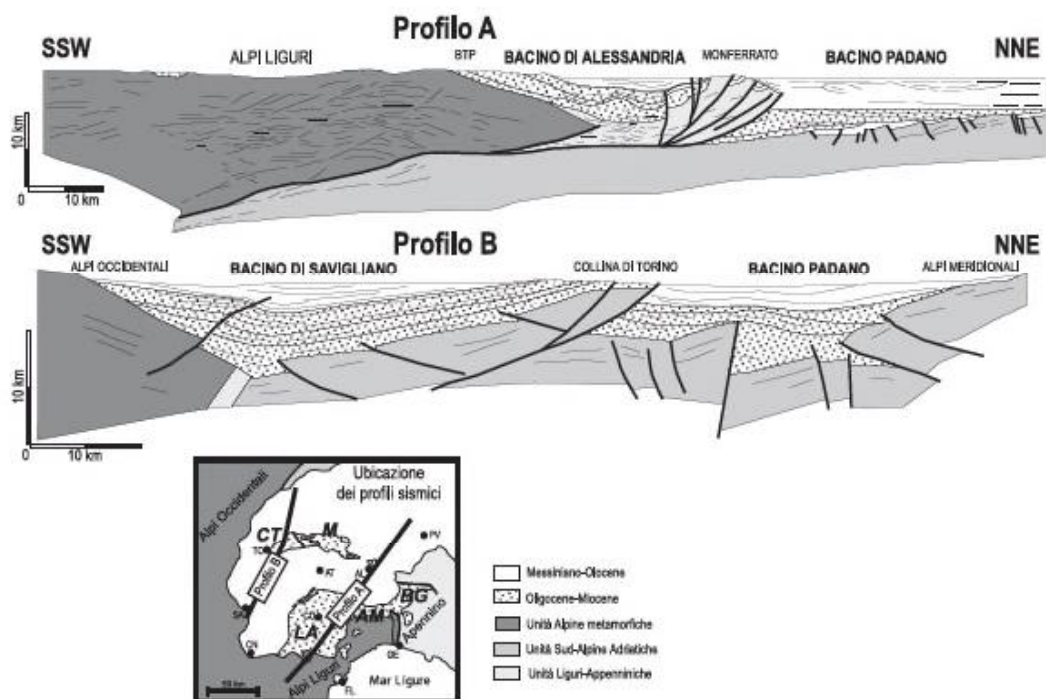 Profilo A
SSW
ALPI LIGURI
BTP
BACINO DI ALESSANDRIA
MONFERRATO
BACINO PADANO
NNE
10 km
0 10 km
SSW
Profilo B
NNE
ALPI OCCIDENTALI
BACINO DI SAVIGLIANO
COLLINA DI TORINO
BACINO PADANO
ALPI MERIDIONALI
10 km
0 10 km
Ubicazione
dei profili sismici
Alpi Occidentali
CT
M
TO
PV
Profilo B
AT
AL
Profilo A
BG
AM
LA
CN
GE
Appennino
Alpi Liguri
Mar Ligure
FL
Messiniano-Olocene
Oligocene-Miocene
Unità Alpine metamorfiche
Unità Sud-Alpine Adriatiche
Unità Liguri-Appenniniche